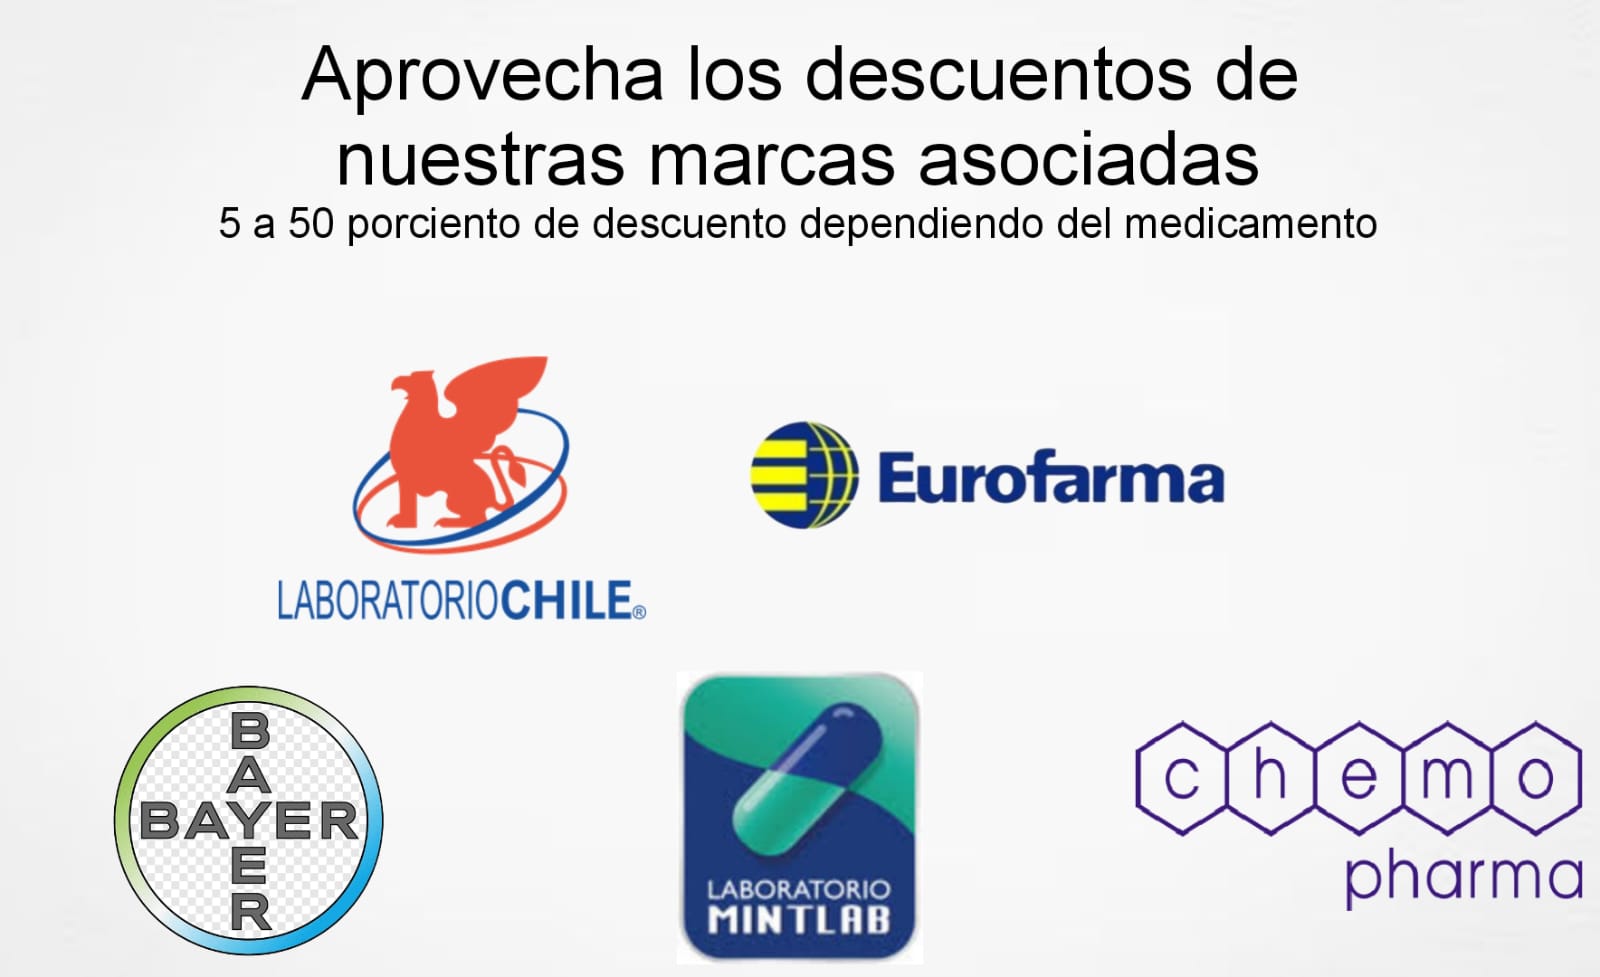 Aprovecha los descuentos de
nuestras marcas asociadas
5 a 50 porciento de descuento dependiendo del medicamento
LABORATORIOCHILE®
Eurofarma
BAYER
BAYER
LABORATORIO
MINTLAB
chemo
pharma